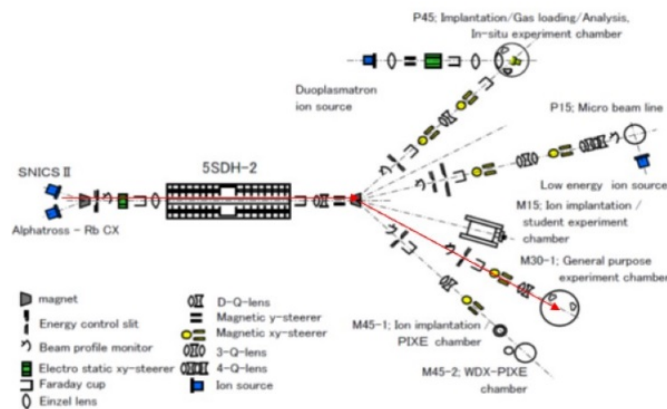 P45; Implantation/Gas loading/Analysis,
In-situ experiment chamber
Duoplasmatron
ion source
P15; Micro beam line
5SDH-2
SNICS Ⅱ
Low energy ion source
Alphatross - Rb CX
M15; Ion implantation /
student experiment
chamber
M30-1; General purpose
experiment chamber
M45-1; Ion implantation /
PIXE chamber
M45-2; WDX-PIXE
chamber
magnet
Energy control slit
Beam profile monitor
Electro static xy-steerer
Faraday cup
Einzel lens
D-Q-lens
Magnetic y-steerer
Magnetic xy-steerer
3-Q-lens
4-Q-lens
Ion source